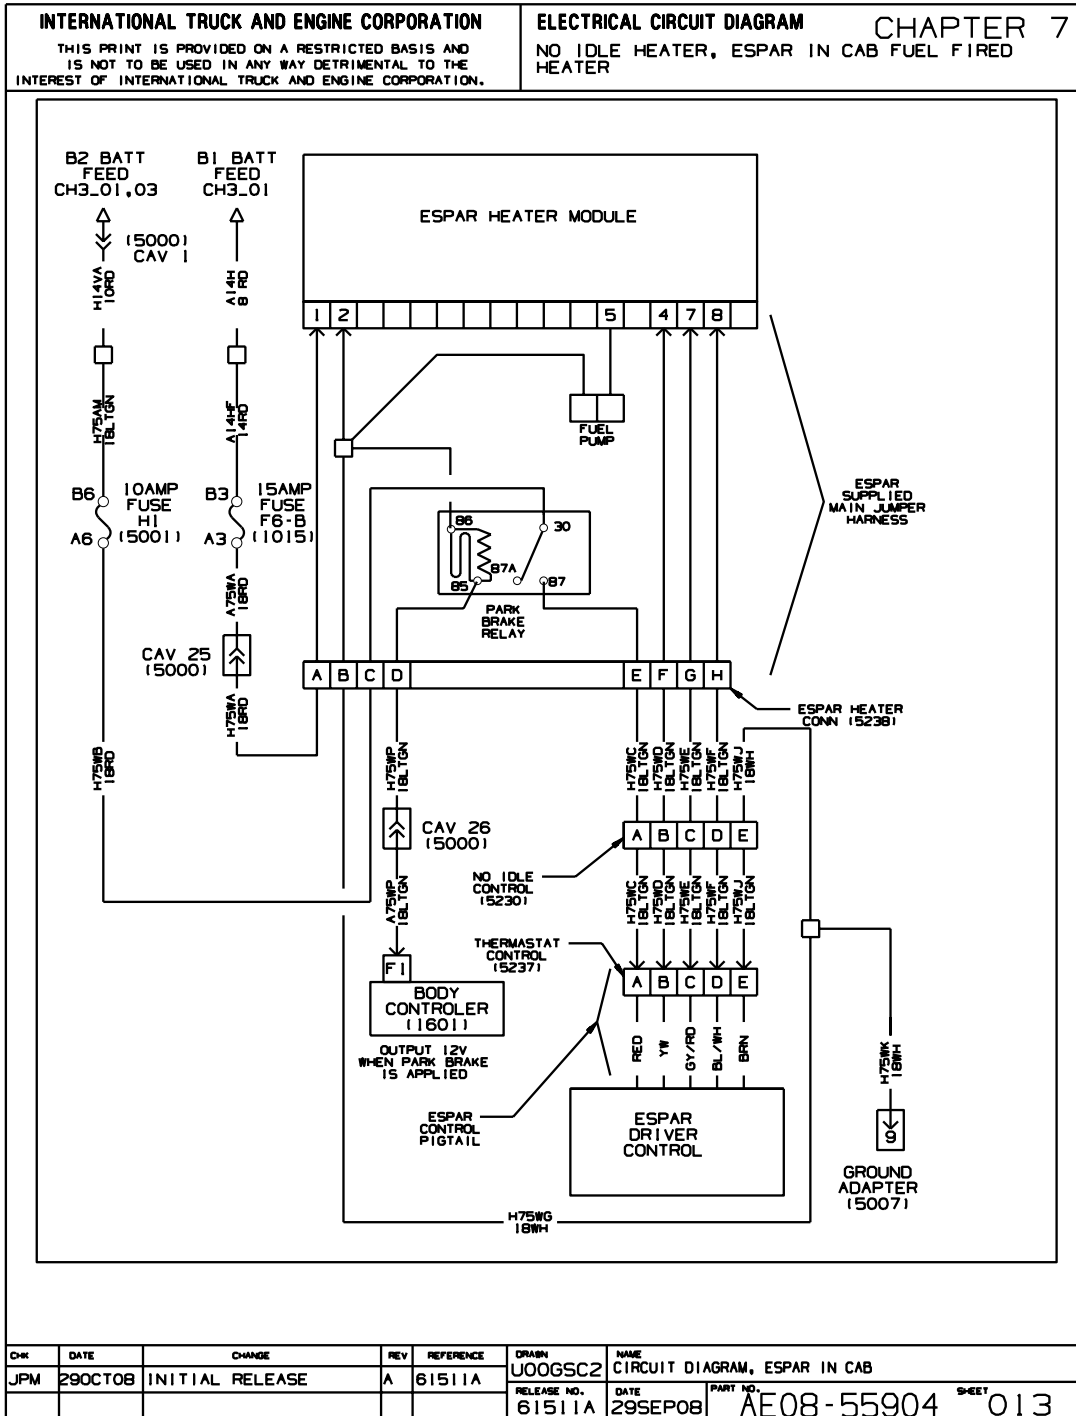 INTERNATIONAL TRUCK AND ENGINE CORPORATION
THIS PRINT IS PROVIDED ON A RESTRICTED BASIS AND
IS NOT TO BE USED IN ANY WAY DETRIMENTAL TO THE
INTEREST OF INTERNATIONAL TRUCK AND ENGINE CORPORATION.
ELECTRICAL CIRCUIT DIAGRAM
CHAPTER 7
NO IDLE HEATER, ESPAR IN CAB FUEL FIRED
HEATER
B2 BATT
FEED
CH3_01,03
B1 BATT
FEED
CH3_01
(5000)
CAV 1
H14VA
10RD
A14H
8 RD
ESPAR HEATER MODULE
1 2 5 4 7 8
H75AM
18LTGN
A14HF
14RD
FUEL
PUMP
B6
10AMP
FUSE
H1
(5001)
A6
B3
15AMP
FUSE
F6-B
(1015)
A3
ESPAR
SUPPLIED
MAIN JUMPER
HARNESS
86
30
87A
85
87
PARK
BRAKE
RELAY
A75WA
18RD
CAV 25
(5000)
H75WA
18RD
A B C D E F G H
ESPAR HEATER
CONN (5238)
H75WB
18RD
H75WP
18LTGN
H75WC
18LTGN
H75WD
18LTGN
H75WE
18LTGN
H75WF
18LTGN
H75WJ
18WH
CAV 26
(5000)
A B C D E
NO IDLE
CONTROL
(5230)
A75WP
18LTGN
H75WC
18LTGN
H75WD
18LTGN
H75WE
18LTGN
H75WF
18LTGN
H75WJ
18LTGN
THERMASTAT
CONTROL
(5237)
F1
A B C D E
BODY
CONTROLER
(1601)
OUTPUT 12V
WHEN PARK BRAKE
IS APPLIED
RED
YW
GY/RD
BL/WH
BRN
H75WK
18WH
ESPAR
CONTROL
PIGTAIL
ESPAR
DRIVER
CONTROL
9
GROUND
ADAPTER
(5007)
H75WG
18WH
CHK DATE CHANGE REV REFERENCE
JPM 29OCT08 INITIAL RELEASE A 61511A
DRAWN
U00GSC2
NAME
CIRCUIT DIAGRAM, ESPAR IN CAB
RELEASE NO.
61511A
DATE
29SEP08
PART NO.
AE08-55904
SHEET
013